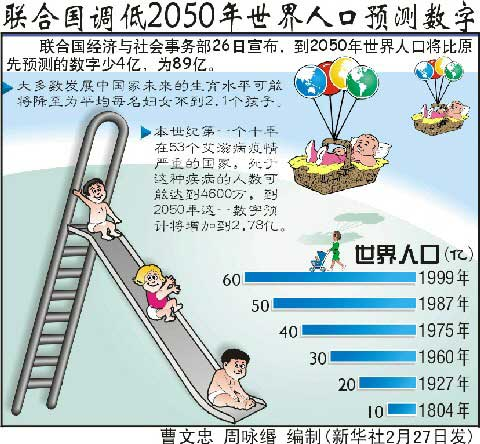 联合国调低2050年世界人口预测数字
联合国经济与社会事务部26日宣布，到2050年世界人口将比原
先预测的数字少4亿，为89亿。
大多数发展中国家未来的生育水平可能
将降至为平均每名妇女不到2.1个孩子。
本世纪第一个十年
在53个艾滋病疫情
严重的国家，死于
这种疾病的人数可
能达到4600万，到
2050年这一数字预
计将增加到2.78亿。
世界人口(亿)
60 1999年
50 1987年
40 1975年
30 1960年
20 1927年
10 1804年
曹文忠 周咏缗 编制(新华社2月27日发)